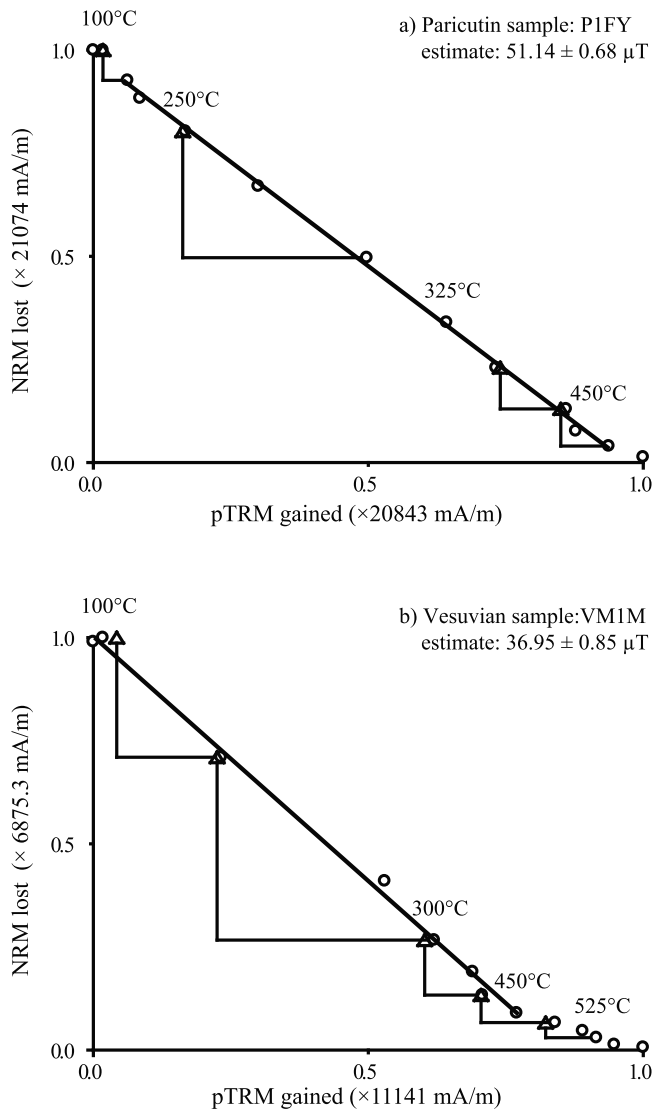 100°C
a) Paricutin sample: P1FY
estimate: 51.14 ± 0.68 µT
1.0
250°C
0.5
325°C
450°C
0.0
NRM lost (× 21074 mA/m)
0.0 0.5 1.0
pTRM gained (×20843 mA/m)
100°C
b) Vesuvian sample:VM1M
estimate: 36.95 ± 0.85 µT
1.0
0.5
300°C
450°C
525°C
0.0
NRM lost (× 6875.3 mA/m)
0.0 0.5 1.0
pTRM gained (×11141 mA/m)